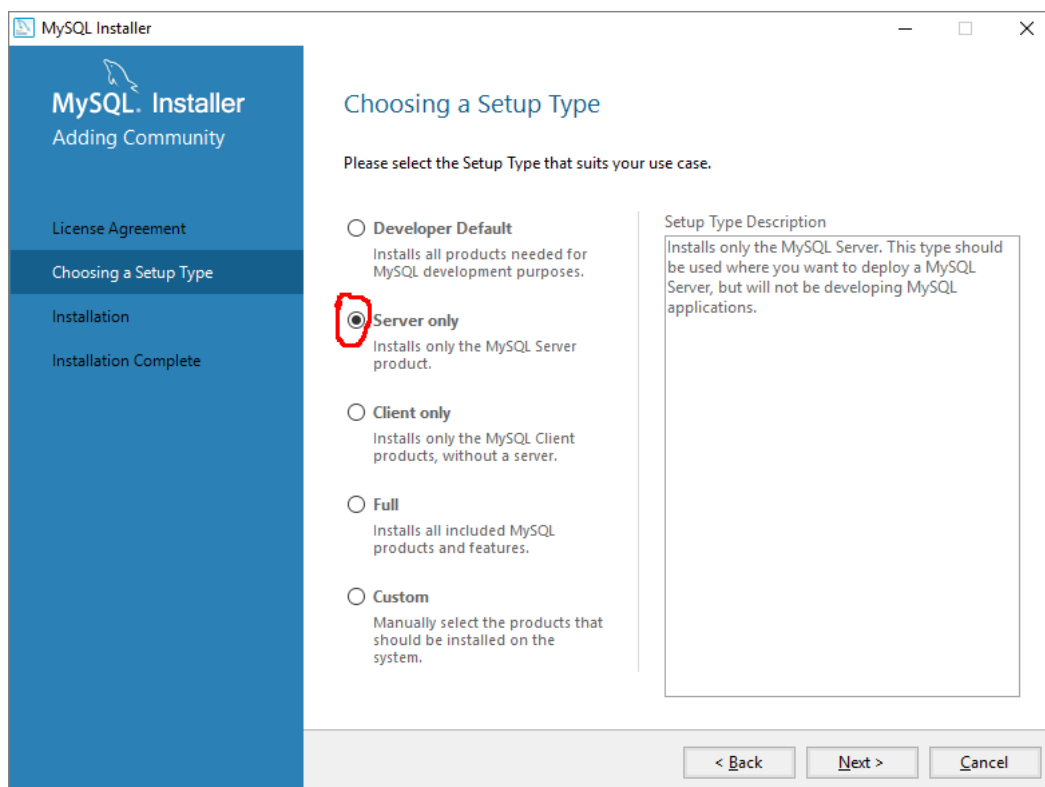 MySQL Installer
MySQL. Installer
Adding Community
License Agreement
Choosing a Setup Type
Installation
Installation Complete
Choosing a Setup Type
Please select the Setup Type that suits your use case.
Developer Default
Installs all products needed for
MySQL development purposes.
Server only
Installs only the MySQL Server
product.
Client only
Installs only the MySQL Client
products, without a server.
Full
Installs all included MySQL
products and features.
Custom
Manually select the products that
should be installed on the
system.
Setup Type Description
Installs only the MySQL Server. This type should
be used where you want to deploy a MySQL
Server, but will not be developing MySQL
applications.
< Back
Next >
Cancel